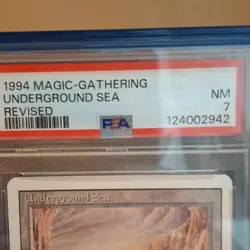 1994 MAGIC-GATHERING
UNDERGROUND SEA NM
REVISED 7
PSA 124002942
Underground Sea